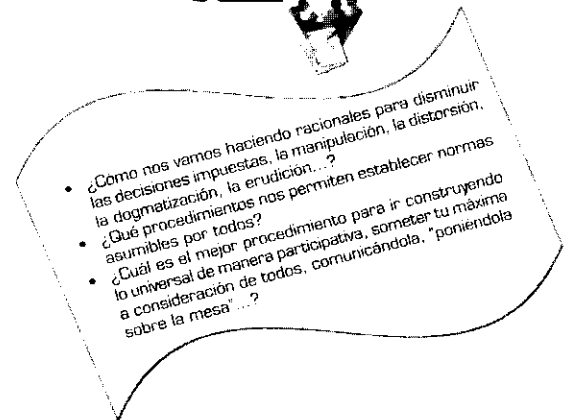 • ¿Cómo nos vamos haciendo racionales para disminuir
las decisiones impuestas, la manipulación, la distorsión,
la dogmatización, la erudición...?
• ¿Qué procedimientos nos permiten establecer normas
asumibles por todos?
• ¿Cuál es el mejor procedimiento para ir construyendo
lo universal de manera participativa, someter tu máxima
a consideración de todos, comunicándola, "poniéndola
sobre la mesa"...?